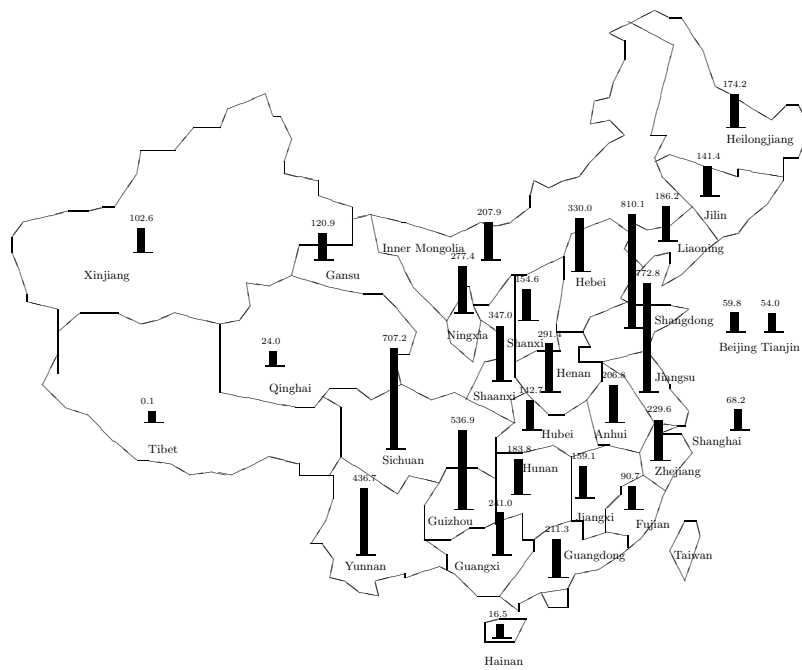 174.2
Heilongjiang
141.4
Jilin
186.2
Liaoning
810.1
330.0
207.9
102.6
120.9
Inner Mongolia
277.4
Xinjiang
Gansu
Hebei
772.8
154.6
Shangdong
59.8
54.0
Beijing
Tianjin
347.0
Ningxia
Shanxi
291.4
707.2
24.0
Qinghai
Henan
Jiangsu
206.8
Shaanxi
142.7
0.1
68.2
229.6
536.9
Hubei
Anhui
Shanghai
Tibet
Sichuan
183.8
159.1
Hunan
Zhejiang
436.7
90.7
241.0
Guizhou
Jiangxi
Fujian
211.3
Yunnan
Guangxi
Guangdong
Taiwan
16.5
Hainan